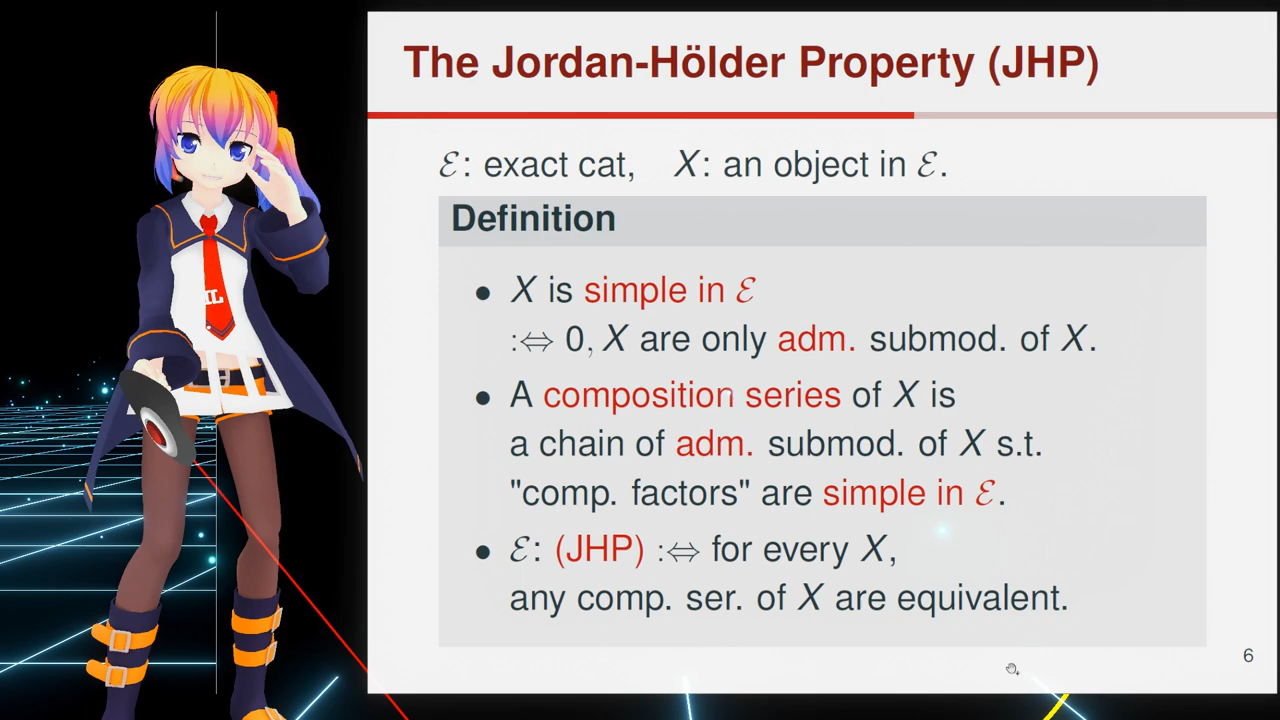 The Jordan-Hölder Property (JHP)
ℰ: exact cat, X: an object in ℰ.
Definition
• X is simple in ℰ
:⇔ 0, X are only adm. submod. of X.
• A composition series of X is
a chain of adm. submod. of X s.t.
"comp. factors" are simple in ℰ.
• ℰ: (JHP) :⇔ for every X,
any comp. ser. of X are equivalent.
6